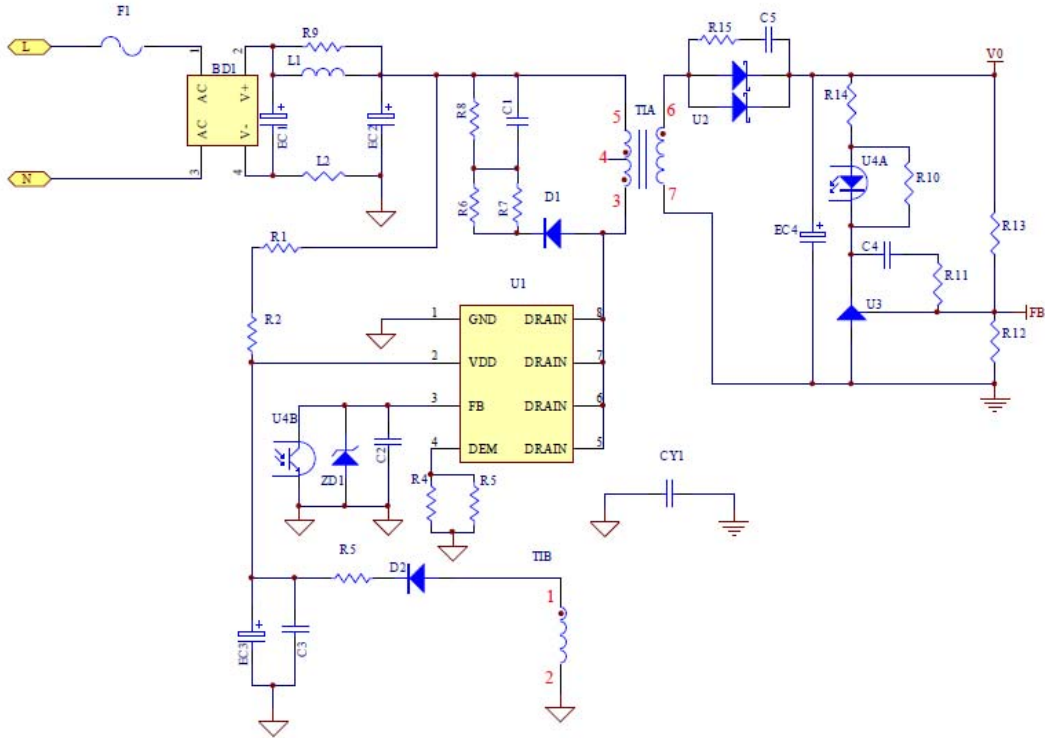 F1
L
R9
L1
1
2
BD1
AC
V+
AC
V-
3
4
EC1
EC2
L2
N
R8
C1
R6
R7
D1
5
4
3
TIA
6
7
R15
C5
U2
V0
R14
U4A
R10
EC4
C4
R11
R13
U3
FB
R12
R1
R2
U1
1
GND
DRAIN
8
2
VDD
DRAIN
7
3
FB
DRAIN
6
4
DEM
DRAIN
5
U4B
ZD1
C2
R4
R5
CY1
R5
D2
TIB
1
2
EC3
C3